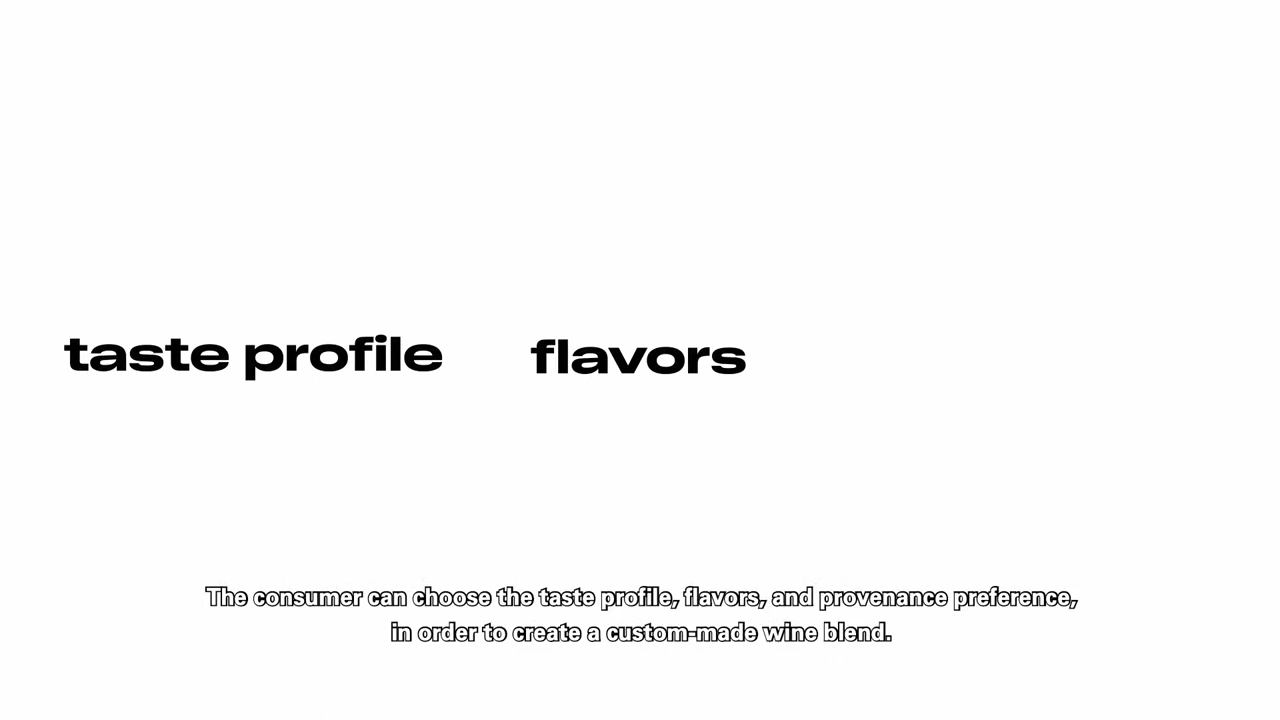 taste profile flavors
The consumer can choose the taste profile, flavors, and provenance preference,
in order to create a custom-made wine blend.